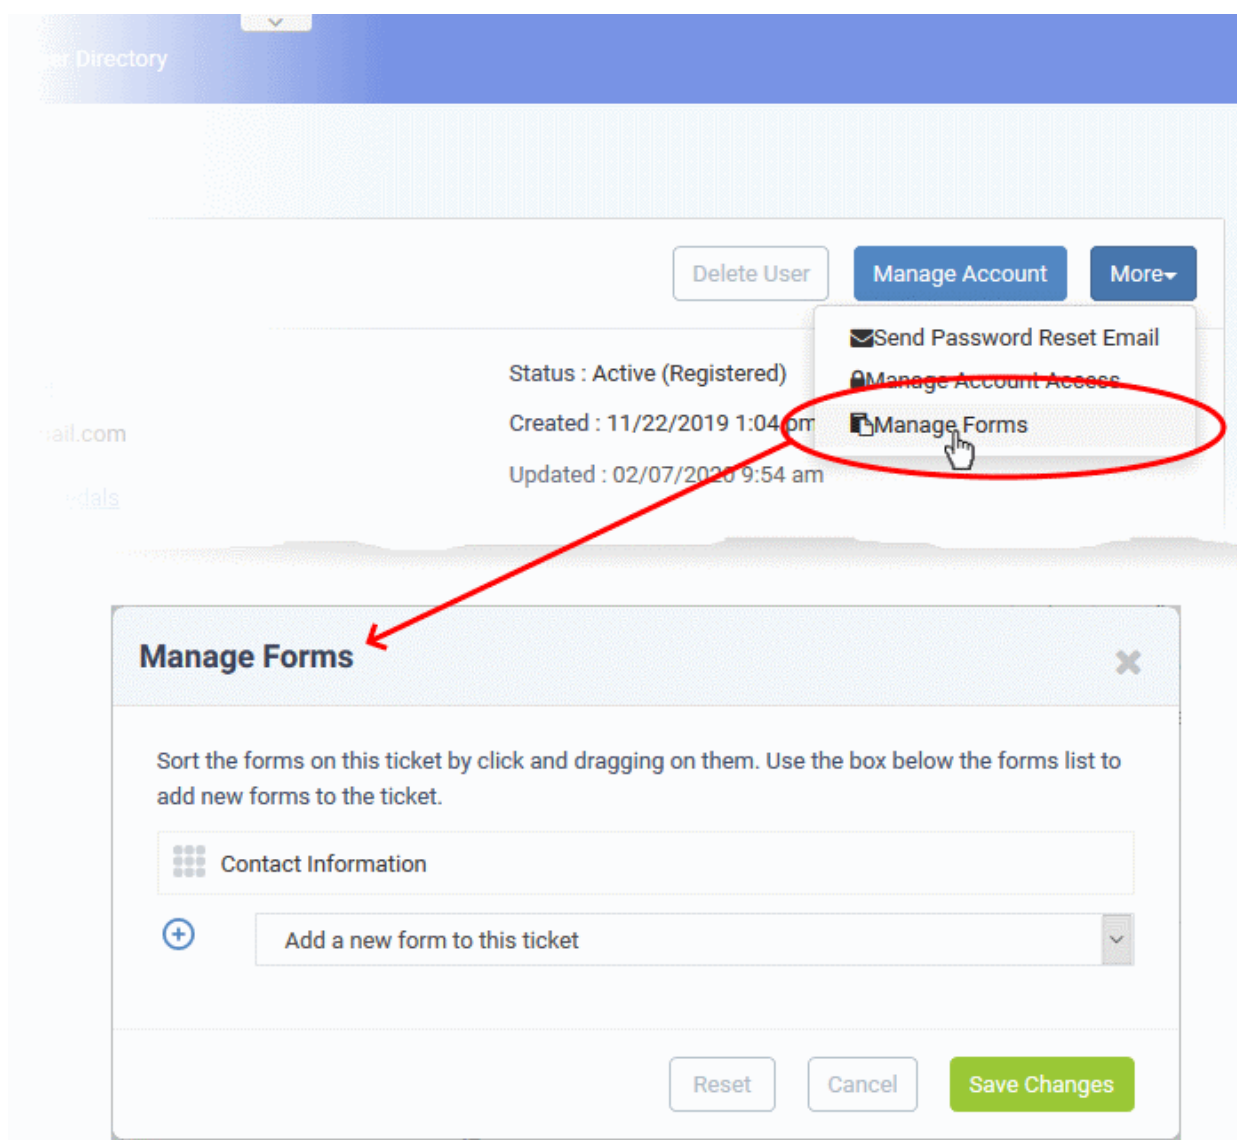 Directory
Delete User
Manage Account
More
Send Password Reset Email
Status : Active (Registered)
Manage Account Access
Created : 11/22/2019 1:04 pm
Manage Forms
ail.com
Updated : 02/07/2020 9:54 am
Manage Forms
Sort the forms on this ticket by click and dragging on them. Use the box below the forms list to
add new forms to the ticket.
Contact Information
Add a new form to this ticket
Reset
Cancel
Save Changes